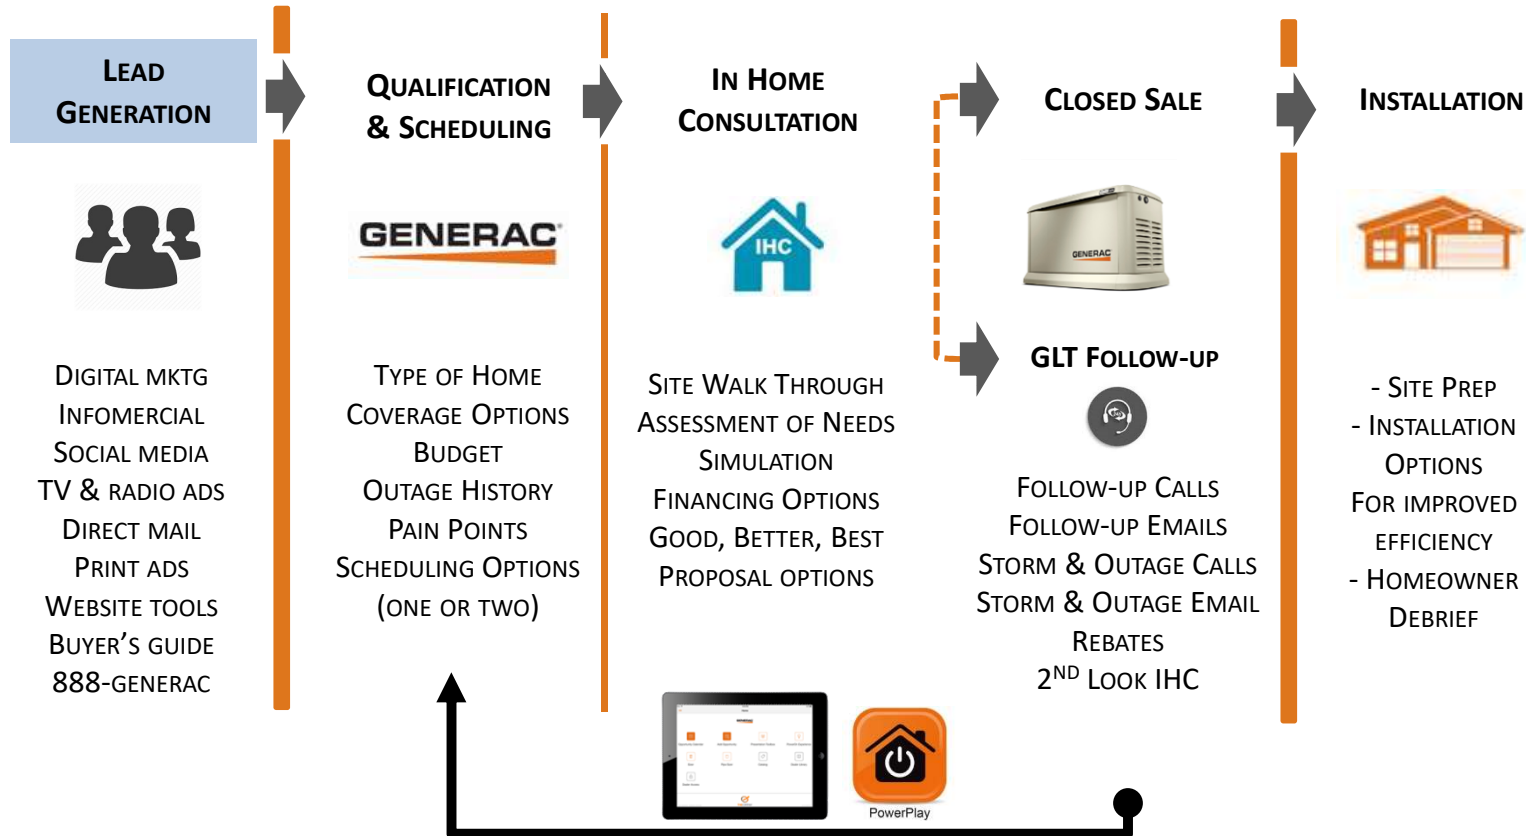 LEAD
GENERATION
QUALIFICATION
& SCHEDULING
IN HOME
CONSULTATION
CLOSED SALE
INSTALLATION
GENERAC
IHC
GENERAC
DIGITAL MKTG
INFOMERCIAL
SOCIAL MEDIA
TV & RADIO ADS
DIRECT MAIL
PRINT ADS
WEBSITE TOOLS
BUYER’S GUIDE
888-GENERAC
TYPE OF HOME
COVERAGE OPTIONS
BUDGET
OUTAGE HISTORY
PAIN POINTS
SCHEDULING OPTIONS
(ONE OR TWO)
SITE WALK THROUGH
ASSESSMENT OF NEEDS
SIMULATION
FINANCING OPTIONS
GOOD, BETTER, BEST
PROPOSAL OPTIONS
GLT FOLLOW-UP
FOLLOW-UP CALLS
FOLLOW-UP EMAILS
STORM & OUTAGE CALLS
STORM & OUTAGE EMAIL
REBATES
2ND LOOK IHC
- SITE PREP
- INSTALLATION
OPTIONS
FOR IMPROVED
EFFICIENCY
- HOMEOWNER
DEBRIEF
PowerPlay